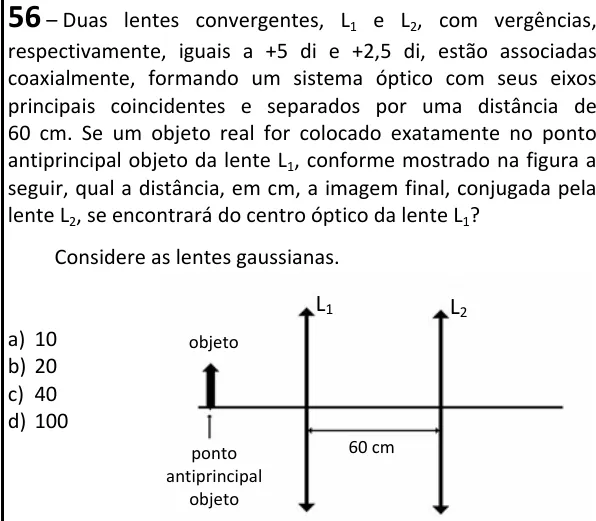 56 – Duas lentes convergentes, L₁ e L₂, com vergências,
respectivamente, iguais a +5 di e +2,5 di, estão associadas
coaxialmente, formando um sistema óptico com seus eixos
principais coincidentes e separados por uma distância de
60 cm. Se um objeto real for colocado exatamente no ponto
antiprincipal objeto da lente L₁, conforme mostrado na figura a
seguir, qual a distância, em cm, a imagem final, conjugada pela
lente L₂, se encontrará do centro óptico da lente L₁?
Considere as lentes gaussianas.
a) 10
b) 20
c) 40
d) 100
L₁
L₂
objeto
60 cm
ponto
antiprincipal
objeto